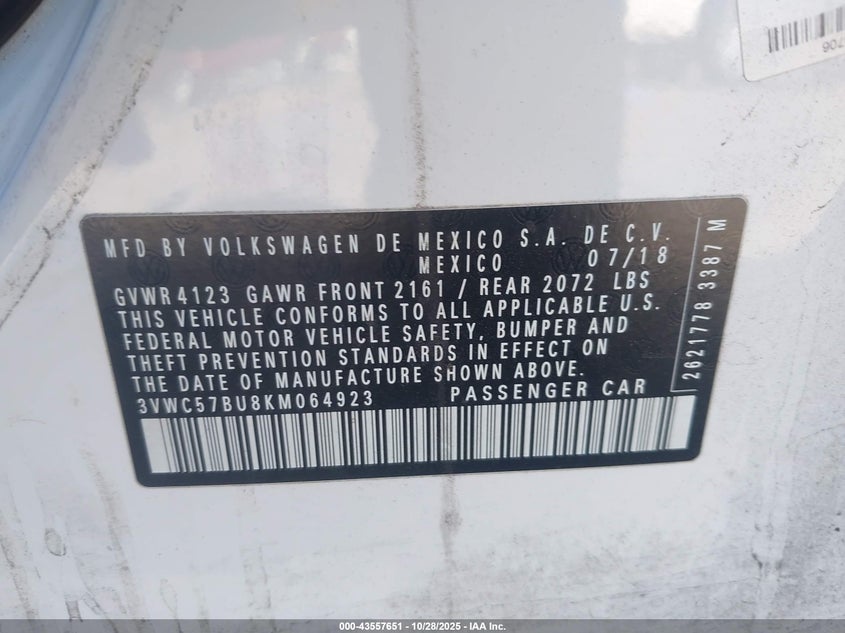 MFD BY VOLKSWAGEN DE MEXICO S.A. DE C.V.
MEXICO 07/18
GVWR 4123 GAWR FRONT 2161 / REAR 2072 LBS
THIS VEHICLE CONFORMS TO ALL APPLICABLE U.S.
FEDERAL MOTOR VEHICLE SAFETY, BUMPER AND
THEFT PREVENTION STANDARDS IN EFFECT ON
THE DATE OF MANUFACTURE SHOWN ABOVE.
3VWC57BU8KM064923 PASSENGER CAR
2621778 3387 M
000-43557651 | 10/28/2025 - IAA Inc.